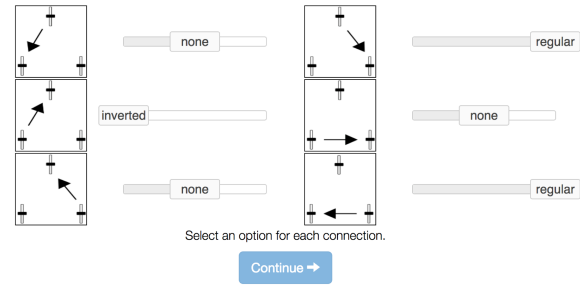 none regular
inverted none
none regular
Select an option for each connection.
Continue